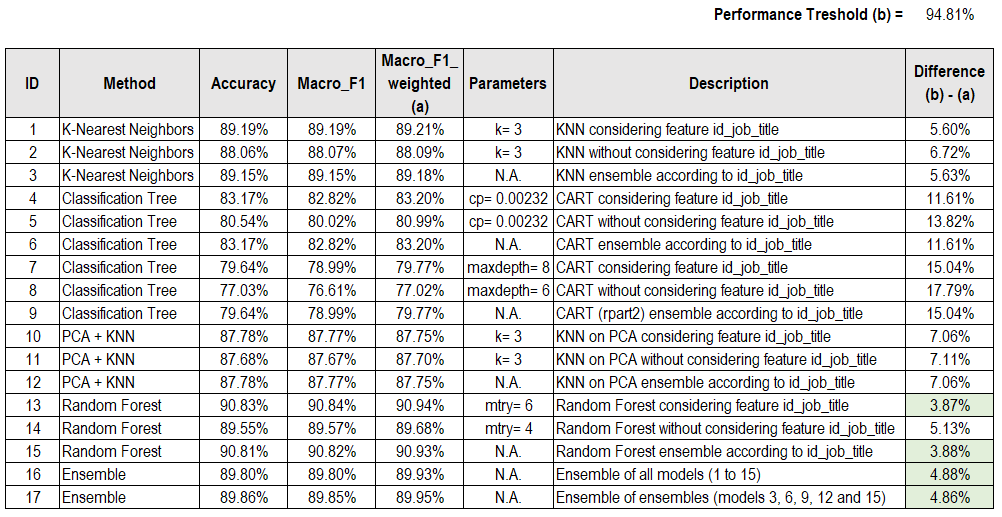 Performance Treshold (b) = 94.81%
ID Method Accuracy Macro_F1 Macro_F1_ weighted (a) Parameters Description Difference (b) - (a)
1 K-Nearest Neighbors 89.19% 89.19% 89.21% k= 3 KNN considering feature id_job_title 5.60%
2 K-Nearest Neighbors 88.06% 88.07% 88.09% k= 3 KNN without considering feature id_job_title 6.72%
3 K-Nearest Neighbors 89.15% 89.15% 89.18% N.A. KNN ensemble according to id_job_title 5.63%
4 Classification Tree 83.17% 82.82% 83.20% cp= 0.00232 CART considering feature id_job_title 11.61%
5 Classification Tree 80.54% 80.02% 80.99% cp= 0.00232 CART without considering feature id_job_title 13.82%
6 Classification Tree 83.17% 82.82% 83.20% N.A. CART ensemble according to id_job_title 11.61%
7 Classification Tree 79.64% 78.99% 79.77% maxdepth= 8 CART considering feature id_job_title 15.04%
8 Classification Tree 77.03% 76.61% 77.02% maxdepth= 6 CART without considering feature id_job_title 17.79%
9 Classification Tree 79.64% 78.99% 79.77% N.A. CART (rpart2) ensemble according to id_job_title 15.04%
10 PCA + KNN 87.78% 87.77% 87.75% k= 3 KNN on PCA considering feature id_job_title 7.06%
11 PCA + KNN 87.68% 87.67% 87.70% k= 3 KNN on PCA without considering feature id_job_title 7.11%
12 PCA + KNN 87.78% 87.77% 87.75% N.A. KNN on PCA ensemble according to id_job_title 7.06%
13 Random Forest 90.83% 90.84% 90.94% mtry= 6 Random Forest considering feature id_job_title 3.87%
14 Random Forest 89.55% 89.57% 89.68% mtry= 4 Random Forest without considering feature id_job_title 5.13%
15 Random Forest 90.81% 90.82% 90.93% N.A. Random Forest ensemble according to id_job_title 3.88%
16 Ensemble 89.80% 89.80% 89.93% N.A. Ensemble of all models (1 to 15) 4.88%
17 Ensemble 89.86% 89.85% 89.95% N.A. Ensemble of ensembles (models 3, 6, 9, 12 and 15) 4.86%